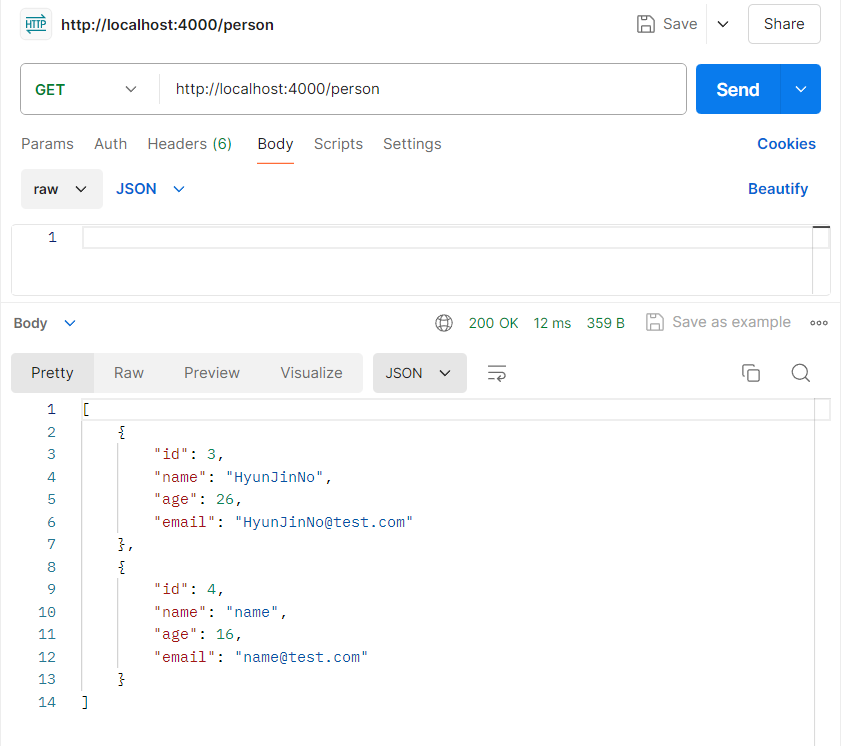 HTTP http://localhost:4000/person Save Share
GET http://localhost:4000/person Send
Params Auth Headers (6) Body Scripts Settings Cookies
raw JSON Beautify
1
Body 200 OK 12 ms 359 B Save as example
Pretty Raw Preview Visualize JSON
1 [
2 {
3 "id": 3,
4 "name": "HyunJinNo",
5 "age": 26,
6 "email": "HyunJinNo@test.com"
7 },
8 {
9 "id": 4,
10 "name": "name",
11 "age": 16,
12 "email": "name@test.com"
13 }
14 ]